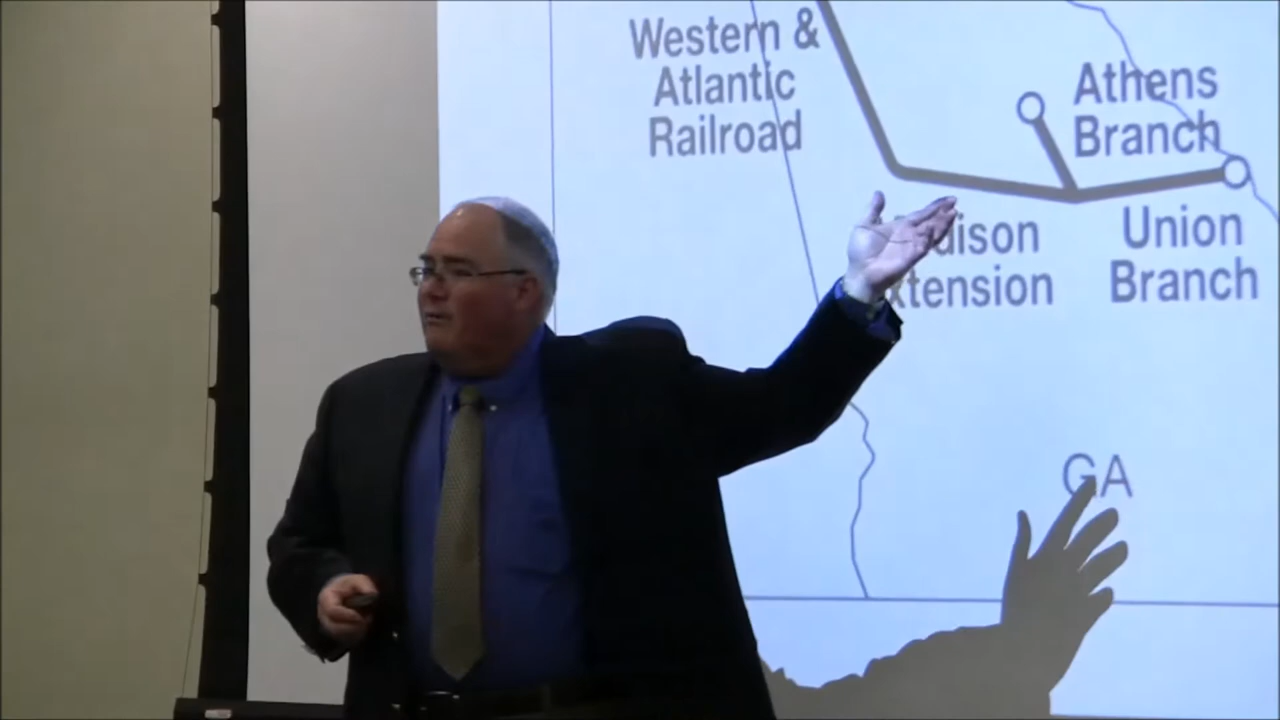 Western &
Atlantic
Railroad
Athens
Branch
Union
Branch
GA